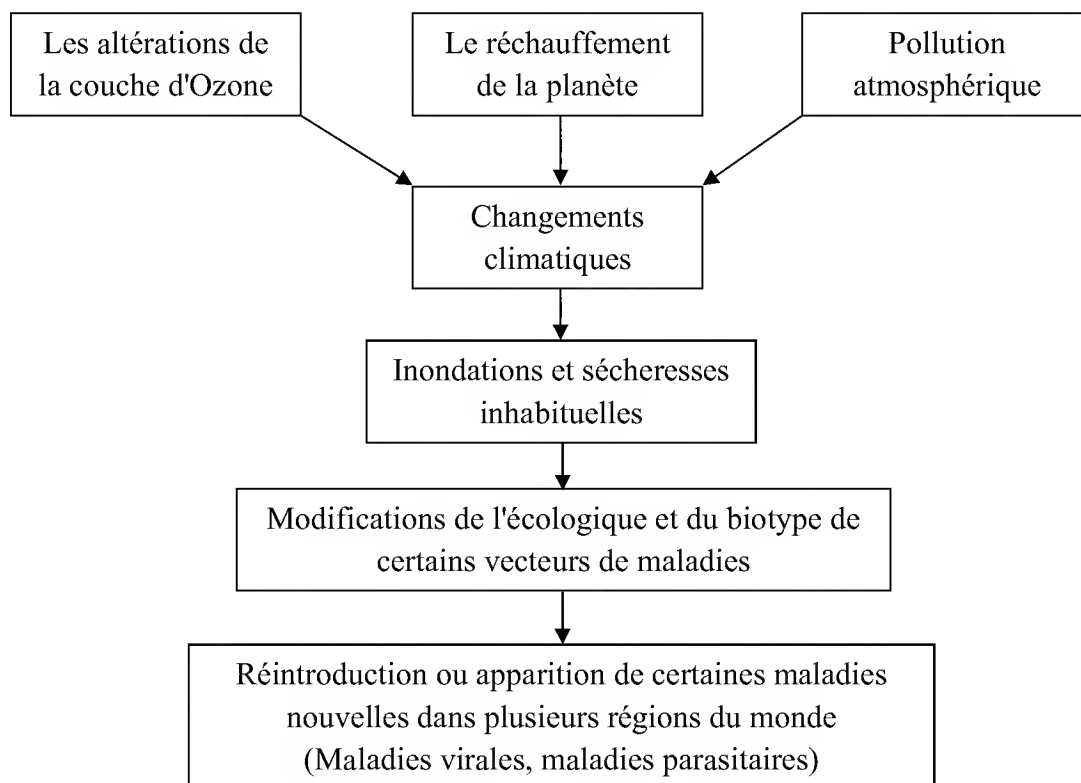 Les altérations de
la couche d'Ozone
Le réchauffement
de la planète
Pollution
atmosphérique
Changements
climatiques
Inondations et sécheresses
inhabituelles
Modifications de l'écologique et du biotype de
certains vecteurs de maladies
Réintroduction ou apparition de certaines maladies
nouvelles dans plusieurs régions du monde
(Maladies virales, maladies parasitaires)